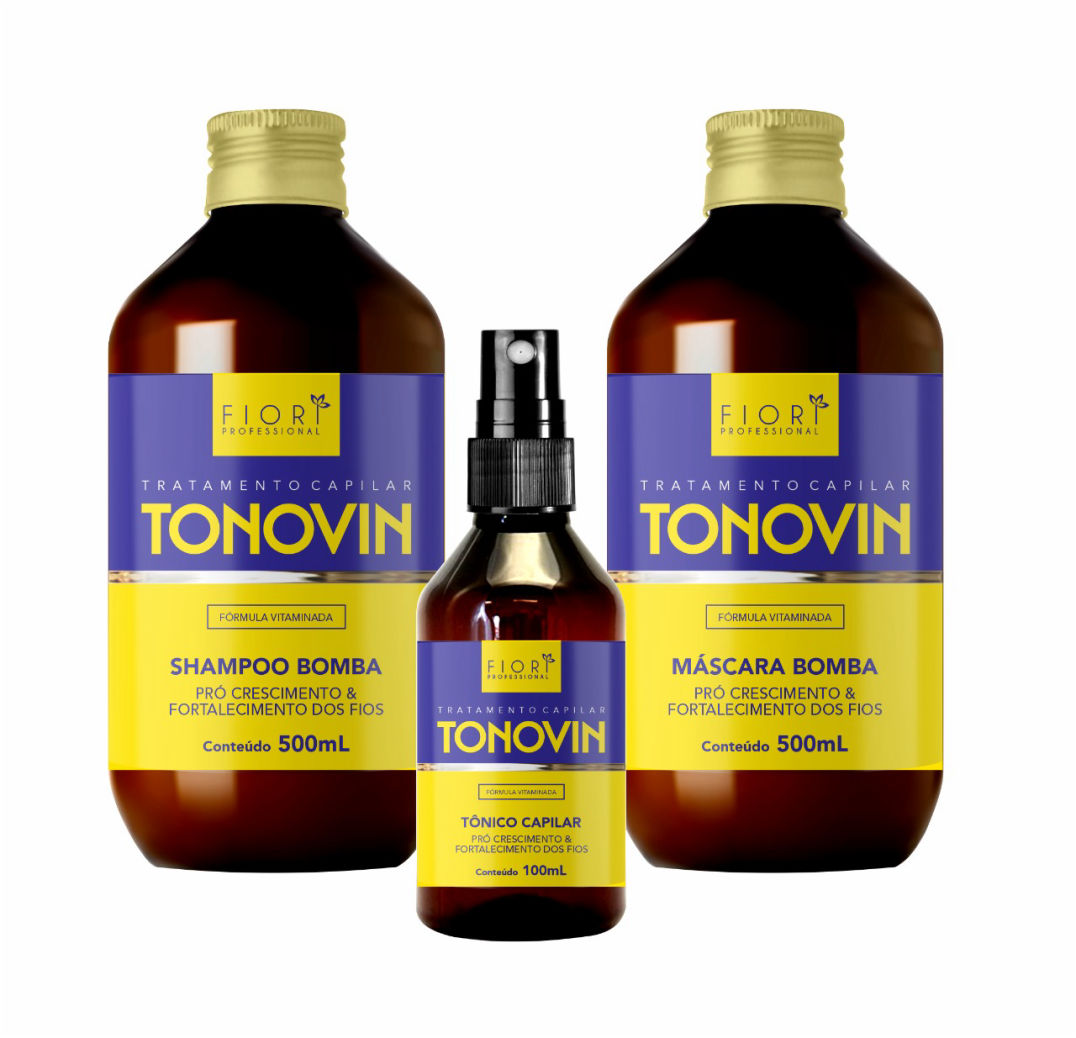 FIORI
PROFESSIONAL
TRATAMENTO CAPILAR
TONOVIN
FÓRMULA VITAMINADA
SHAMPOO BOMBA
PRÓ CRESCIMENTO &
FORTALECIMENTO DOS FIOS
Conteúdo 500mL
FIORI
PROFESSIONAL
TRATAMENTO CAPILAR
TONOVIN
FÓRMULA VITAMINADA
TÔNICO CAPILAR
PRÓ CRESCIMENTO &
FORTALECIMENTO DOS FIOS
Conteúdo 100mL
FIORI
PROFESSIONAL
TRATAMENTO CAPILAR
TONOVIN
FÓRMULA VITAMINADA
MÁSCARA BOMBA
PRÓ CRESCIMENTO &
FORTALECIMENTO DOS FIOS
Conteúdo 500mL